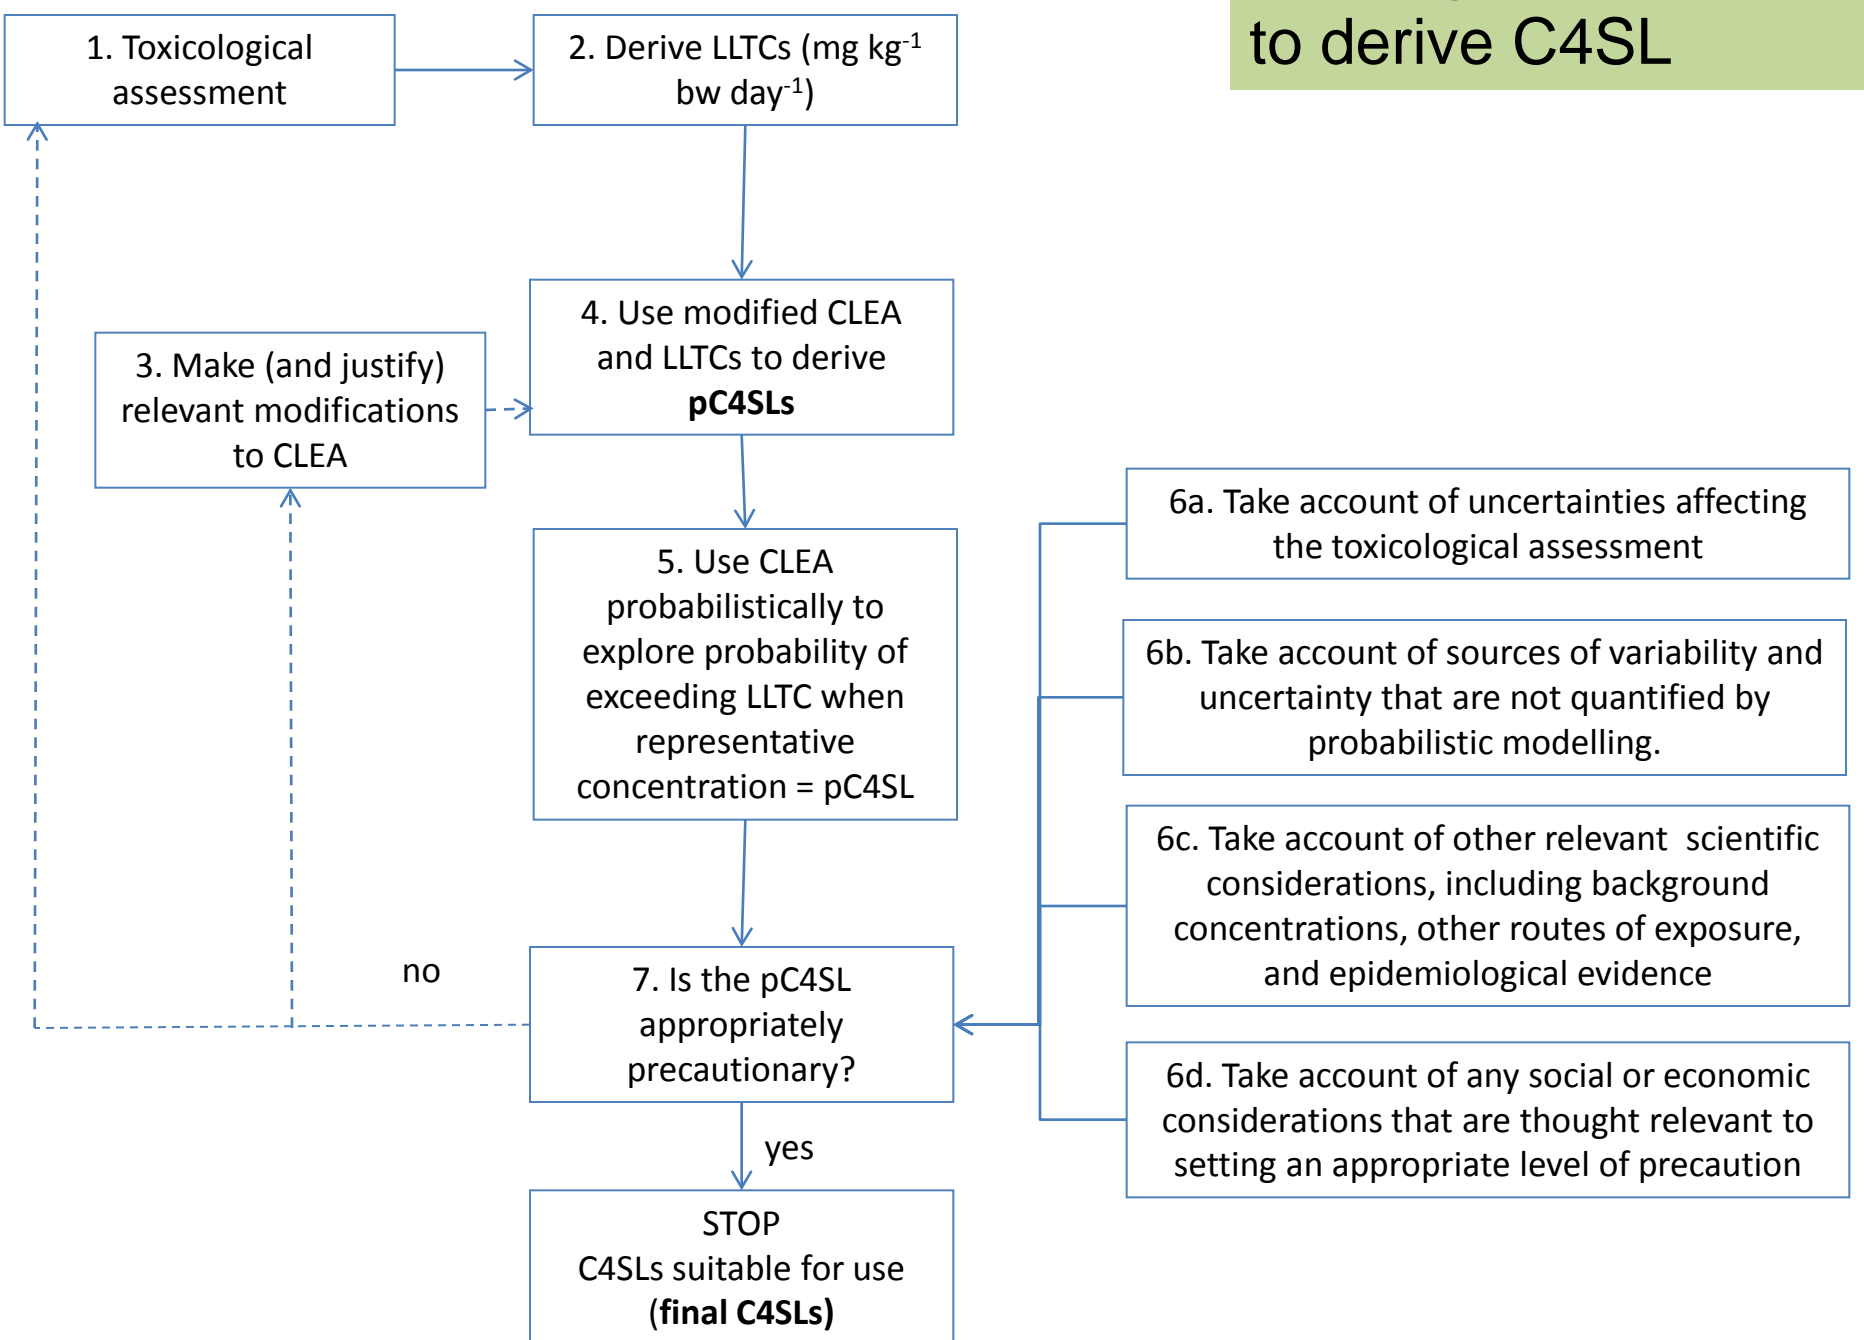 to derive C4SL
1. Toxicological
assessment
2. Derive LLTCs (mg kg-1
bw day-1)
3. Make (and justify)
relevant modifications
to CLEA
4. Use modified CLEA
and LLTCs to derive
pC4SLs
5. Use CLEA
probabilistically to
explore probability of
exceeding LLTC when
representative
concentration = pC4SL
6a. Take account of uncertainties affecting
the toxicological assessment
6b. Take account of sources of variability and
uncertainty that are not quantified by
probabilistic modelling.
6c. Take account of other relevant  scientific
considerations, including background
concentrations, other routes of exposure,
and epidemiological evidence
6d. Take account of any social or economic
considerations that are thought relevant to
setting an appropriate level of precaution
no
7. Is the pC4SL
appropriately
precautionary?
yes
STOP
C4SLs suitable for use
(final C4SLs)